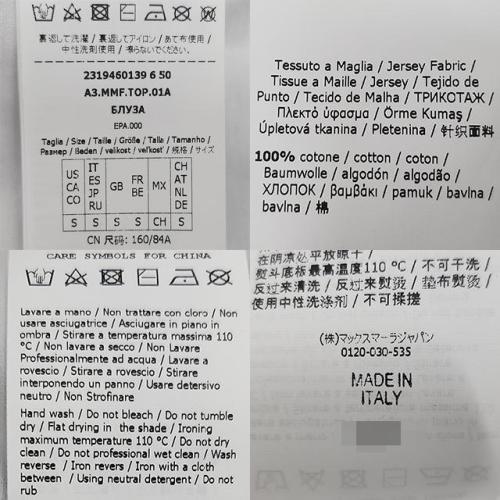 裏返して洗濯 / 裏返してアイロン / あて布使用 /
中性洗剤使用 / 擦らないでください。
2319460139 6 50
A3.MMF.TOP.01A
БЛУЗА
EPA.000
Taglia / Size / Taille / Größe / Talla / Tamanho /
Размер / Beden / velikost / veľkosť / 规格 / サイズ
US CA CO
IT ES JP RU
GB
FR BE
MX
CH AT NL DE
S S S S CH S
CN 尺码: 160/84A
Tessuto a Maglia / Jersey Fabric /
Tissue a Maille / Jersey / Tejido de
Punto / Tecido de Malha / ТРИКОТАЖ /
Πλεκτό ύφασμα / Örme Kumaş /
Úpletová tkanina / Pletenina / 针织面料
100% cotone / cotton / coton /
Baumwolle / algodón / algodão /
ХЛОПОК / βαμβάκι / pamuk / bavlna /
bavlna / 棉
CARE SYMBOLS FOR CHINA
Lavare a mano / Non trattare con cloro / Non
usare asciugatrice / Asciugare in piano in
ombra / Stirare a temperatura massima 110
°C / Non lavare a secco / Non Lavare
Professionalmente ad acqua / Lavare a
rovescio / Stirare a rovescio / Stirare
interponendo un panno / Usare detersivo
neutro / Non Strofinare
Hand wash / Do not bleach / Do not tumble
dry / Flat drying in the shade / Ironing
maximum temperature 110 °C / Do not dry
clean / Do not professional wet clean / Wash
reverse / Iron revers / Iron with a cloth
between / Using neutral detergent / Do not
rub
在阴凉处平放晾干 /
熨斗底板最高温度110 °C / 不可干洗 /
反过来清洗 / 反过来熨烫 / 垫布熨烫 /
使用中性洗涤剂 / 不可揉搓
(株)マックスマーラジャパン
0120-030-535
MADE IN
ITALY